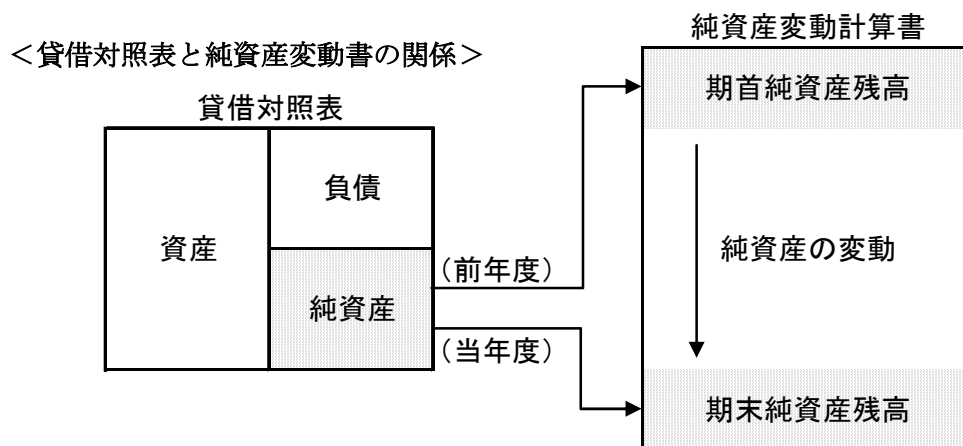 ＜貸借対照表と純資産変動書の関係＞
貸借対照表
資産
負債
純資産
（前年度）
（当年度）
純資産変動計算書
期首純資産残高
純資産の変動
期末純資産残高